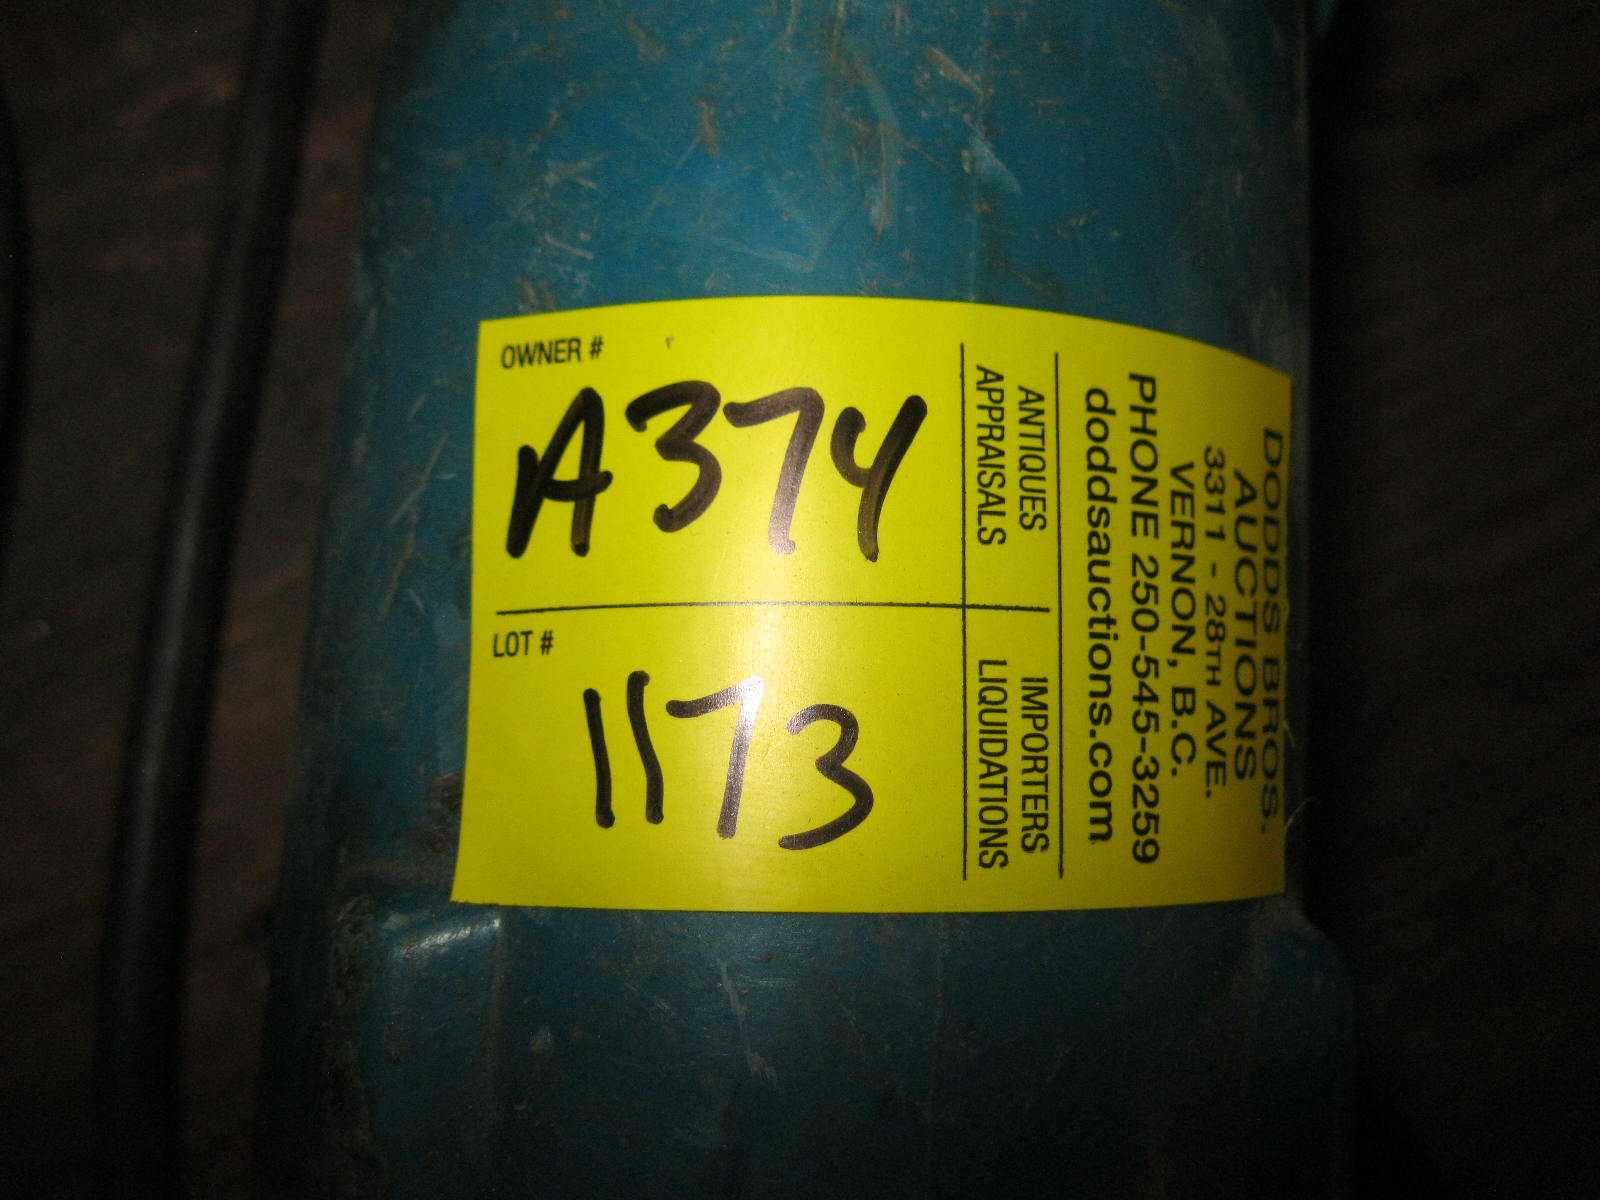 OWNER #
A374
LOT #
1173
ANTIQUES
APPRAISALS
IMPORTERS
LIQUIDATIONS
DODDS BROS.
AUCTIONS
3311 - 28TH AVE.
VERNON, B.C.
PHONE 250-545-3259
doddsauctions.com